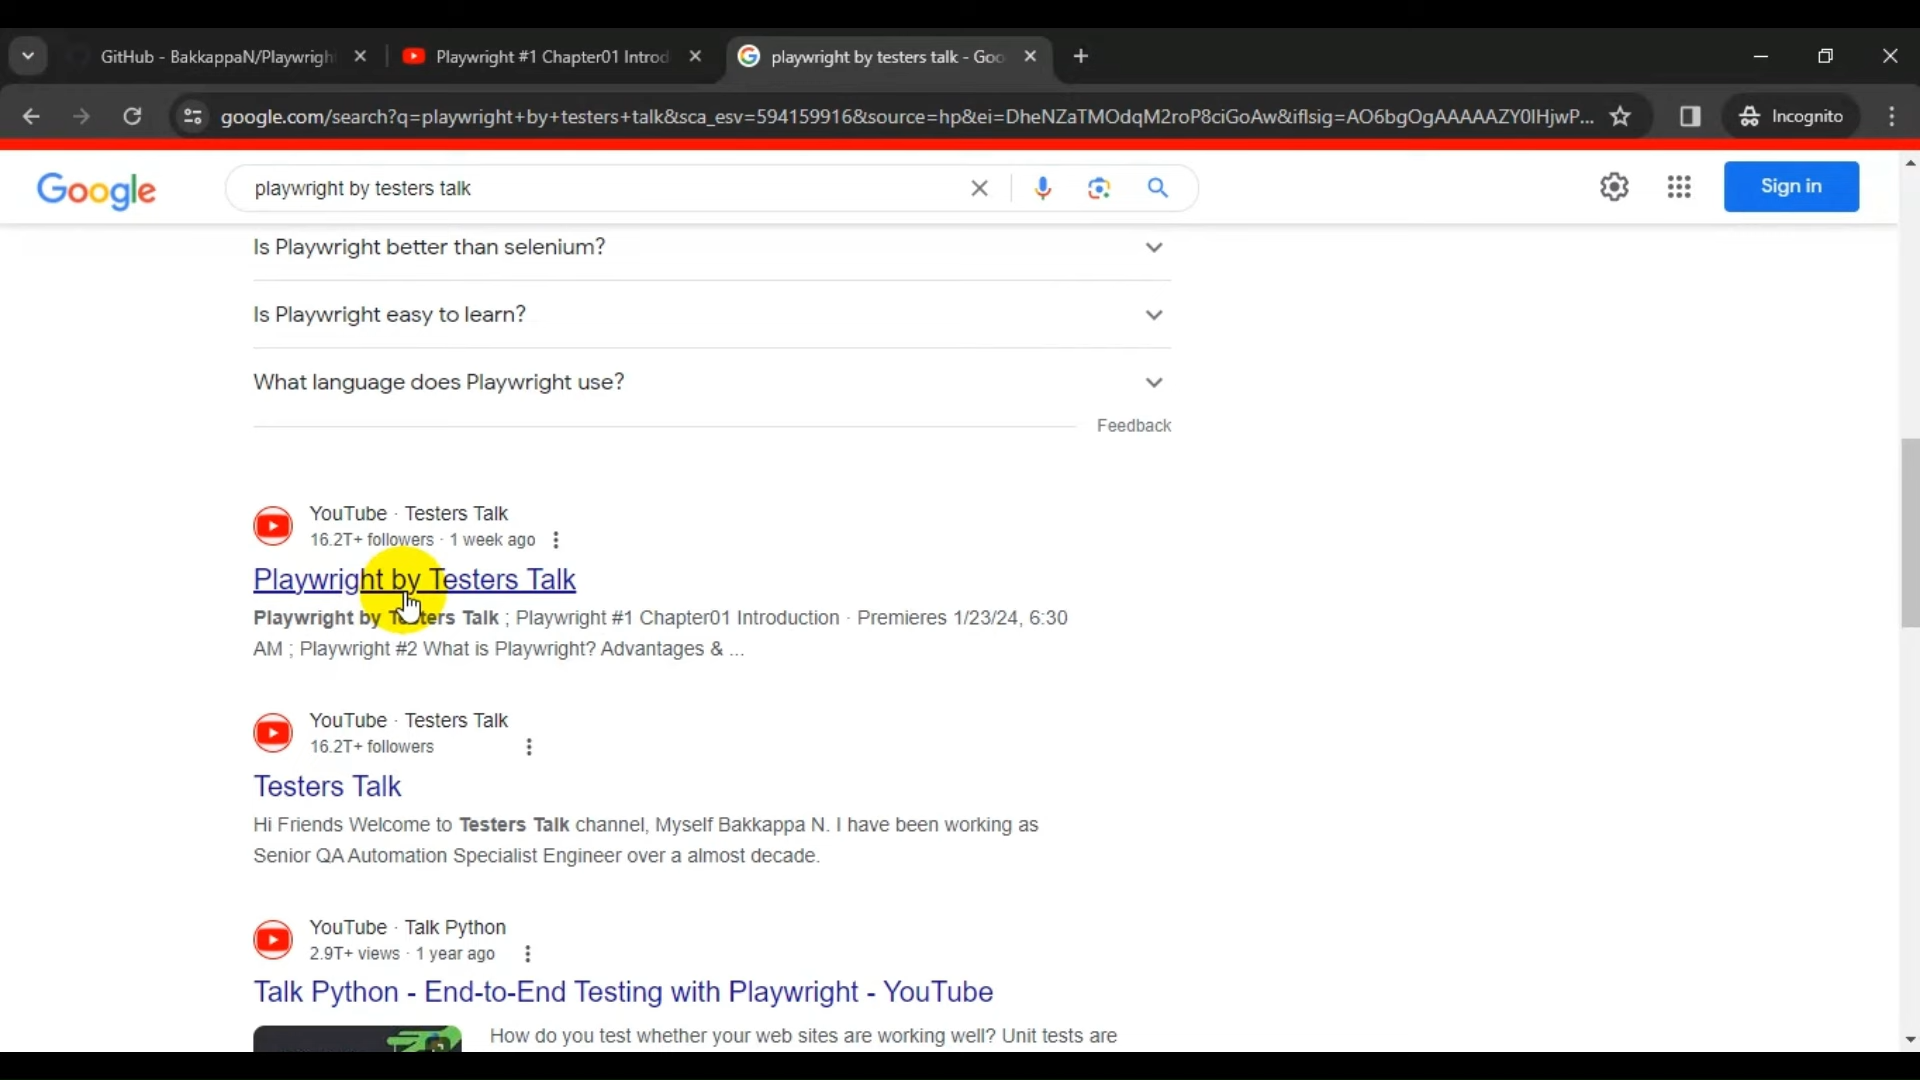 GitHub - BakkappaN/Playwrigh
Playwright #1 Chapter01 Introd
playwright by testers talk - Goo
google.com/search?q=playwright+by+testers+talk&sca_esv=594159916&source=hp&ei=DheNZaTMOdqM2roP8ciGoAw&iflsig=AO6bgOgAAAAAZY0lHjwP...
Incognito
Google
playwright by testers talk
Sign in
Is Playwright better than selenium?
Is Playwright easy to learn?
What language does Playwright use?
Feedback
YouTube · Testers Talk
16.2T+ followers · 1 week ago
Playwright by Testers Talk
Playwright by Testers Talk ; Playwright #1 Chapter01 Introduction · Premieres 1/23/24, 6:30
AM ; Playwright #2 What is Playwright? Advantages & ...
YouTube · Testers Talk
16.2T+ followers
Testers Talk
Hi Friends Welcome to Testers Talk channel, Myself Bakkappa N. I have been working as
Senior QA Automation Specialist Engineer over a almost decade.
YouTube · Talk Python
2.9T+ views · 1 year ago
Talk Python - End-to-End Testing with Playwright - YouTube
How do you test whether your web sites are working well? Unit tests are